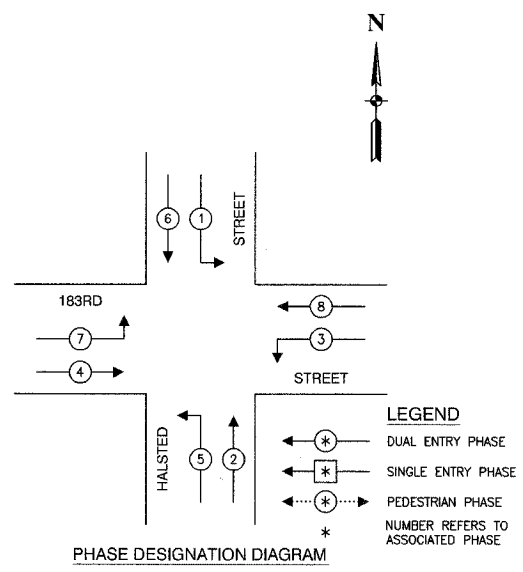 N
6
1
STREET
183RD
8
7
3
4
STREET
HALSTED
5
2
LEGEND
* DUAL ENTRY PHASE
* SINGLE ENTRY PHASE
* PEDESTRIAN PHASE
* NUMBER REFERS TO
ASSOCIATED PHASE
PHASE DESIGNATION DIAGRAM